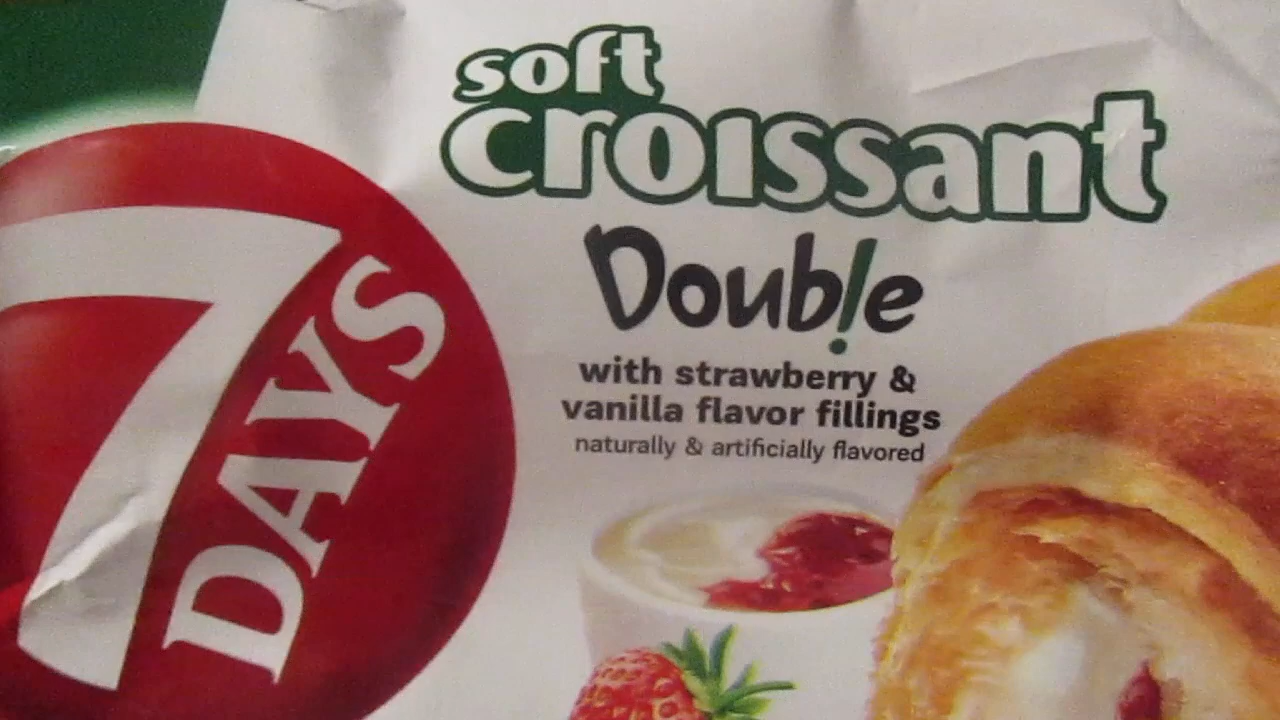 7
DAYS
soft
croissant
Double
with strawberry &
vanilla flavor fillings
naturally & artificially flavored